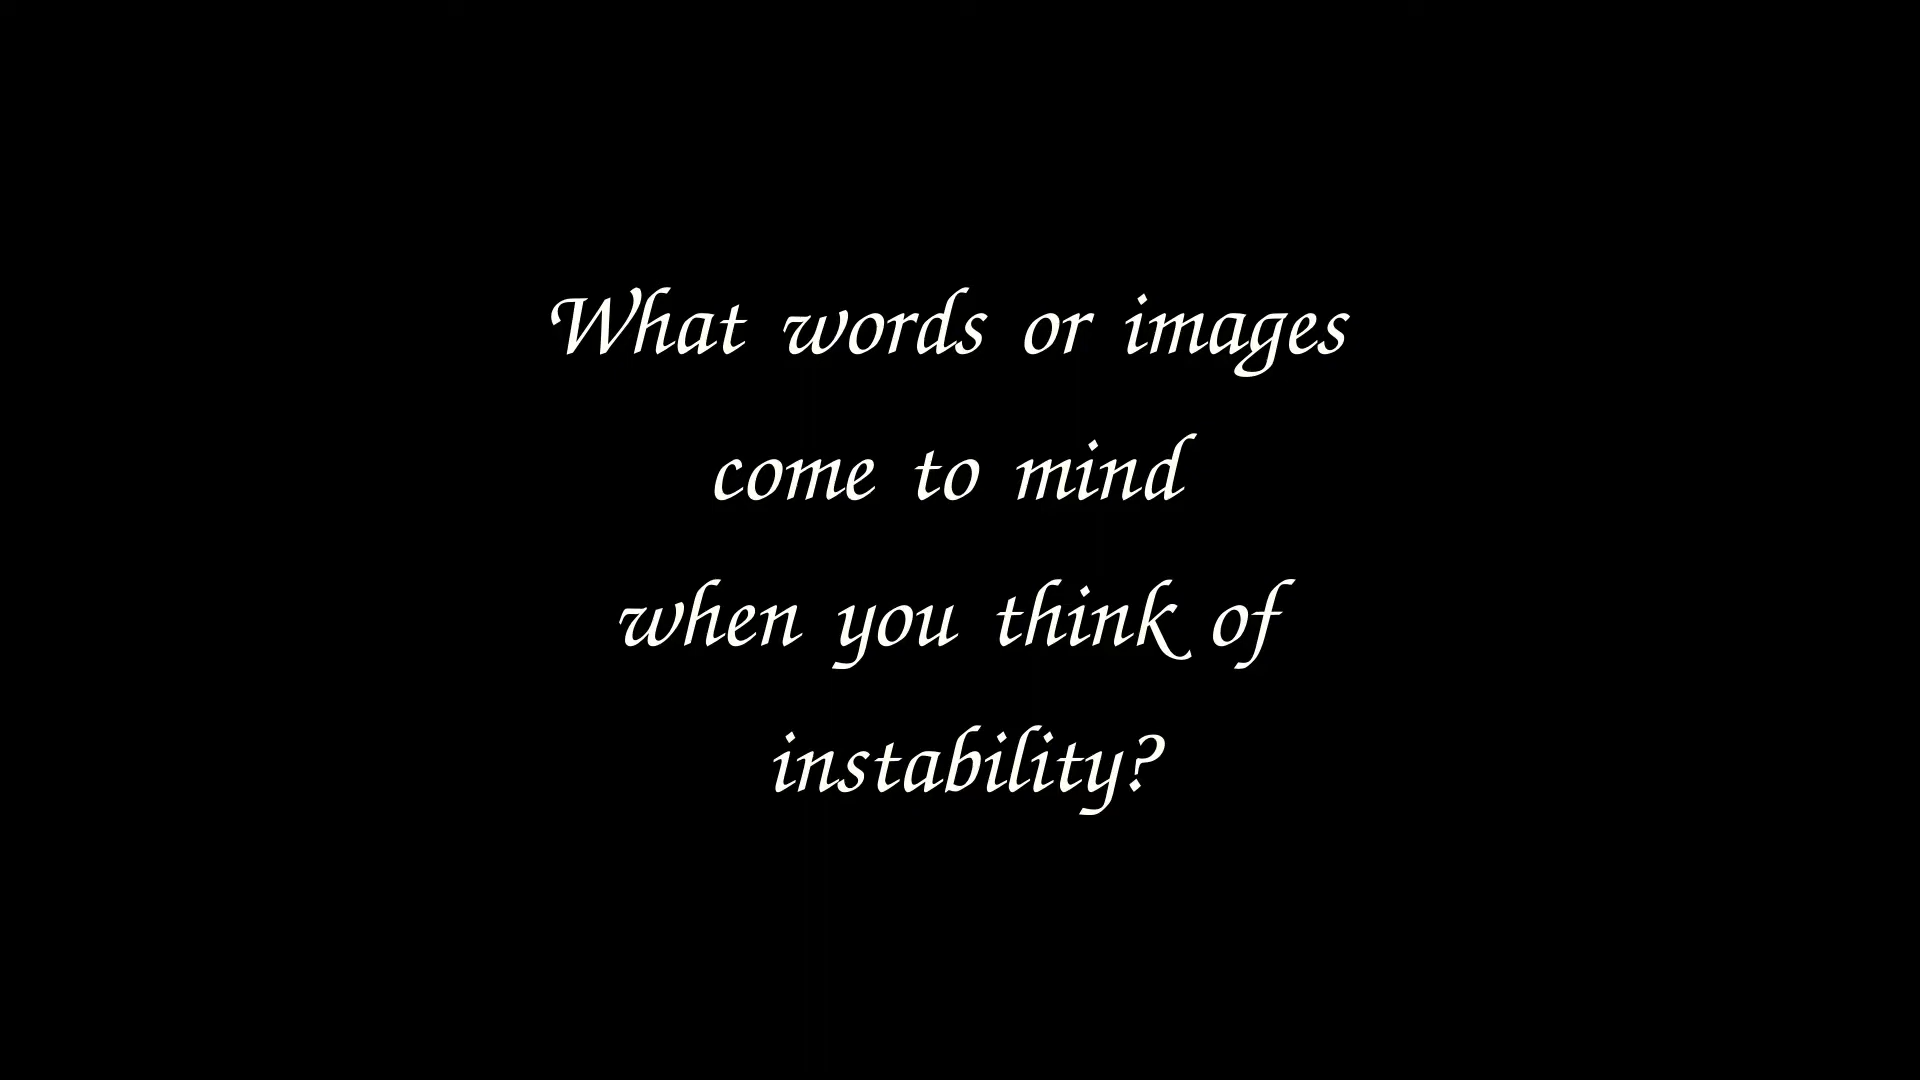 What words or images
come to mind
when you think of
instability?